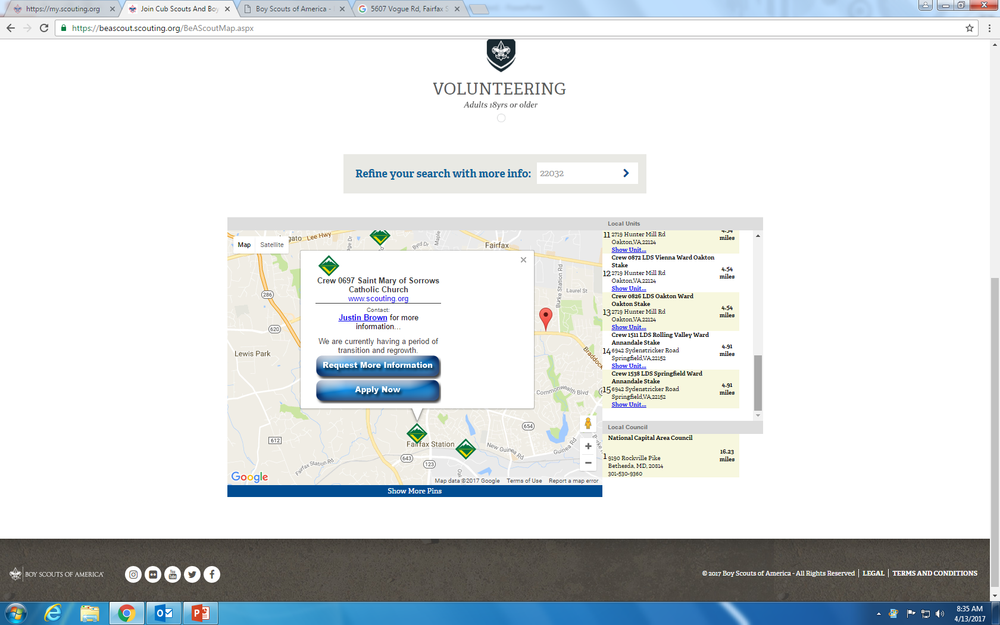 https://my.scouting.org
Join Cub Scouts And Boy
Boy Scouts of America -
5607 Vogue Rd, Fairfax S
https://beascout.scouting.org/BeAScoutMap.aspx
VOLUNTEERING
Adults 18yrs or older
Refine your search with more info:
22032
Local Units
Map
Satellite
gato
Lee Hwy
Byrd Dr
Maple
Fairfax
286
620
Lewis Park
612
Fairfax Station Rd
Burke Station Rd
Laurel St
Braddock
Commonwealth Blvd
654
Fairfax Station
New Guinea Rd
Guinea Rd
643
123
Crew 0697 Saint Mary of Sorrows
Catholic Church
www.scouting.org
Contact:
Justin Brown for more
information...
We are currently having a period of
transition and regrowth.
Request More Information
Apply Now
Google
Map data ©2017 Google
Terms of Use
Report a map error
Show More Pins
11
2719 Hunter Mill Rd
Oakton,VA,22124
Show Unit...
4.54
miles
Crew 0872 LDS Vienna Ward Oakton
Stake
12
2719 Hunter Mill Rd
Oakton,VA,22124
Show Unit...
4.54
miles
Crew 0826 LDS Oakton Ward
Oakton Stake
13
2719 Hunter Mill Rd
Oakton,VA,22124
Show Unit...
4.54
miles
Crew 1511 LDS Rolling Valley Ward
Annandale Stake
14
6942 Sydenstricker Road
Springfield,VA,22152
Show Unit...
4.91
miles
Crew 1538 LDS Springfield Ward
Annandale Stake
15
6942 Sydenstricker Road
Springfield,VA,22152
Show Unit...
4.91
miles
Local Council
National Capital Area Council
1
9190 Rockville Pike
Bethesda, MD, 20814
301-530-9360
16.23
miles
BOY SCOUTS OF AMERICA
You Tube
© 2017 Boy Scouts of America - All Rights Reserved
LEGAL
TERMS AND CONDITIONS
8:35 AM
4/13/2017